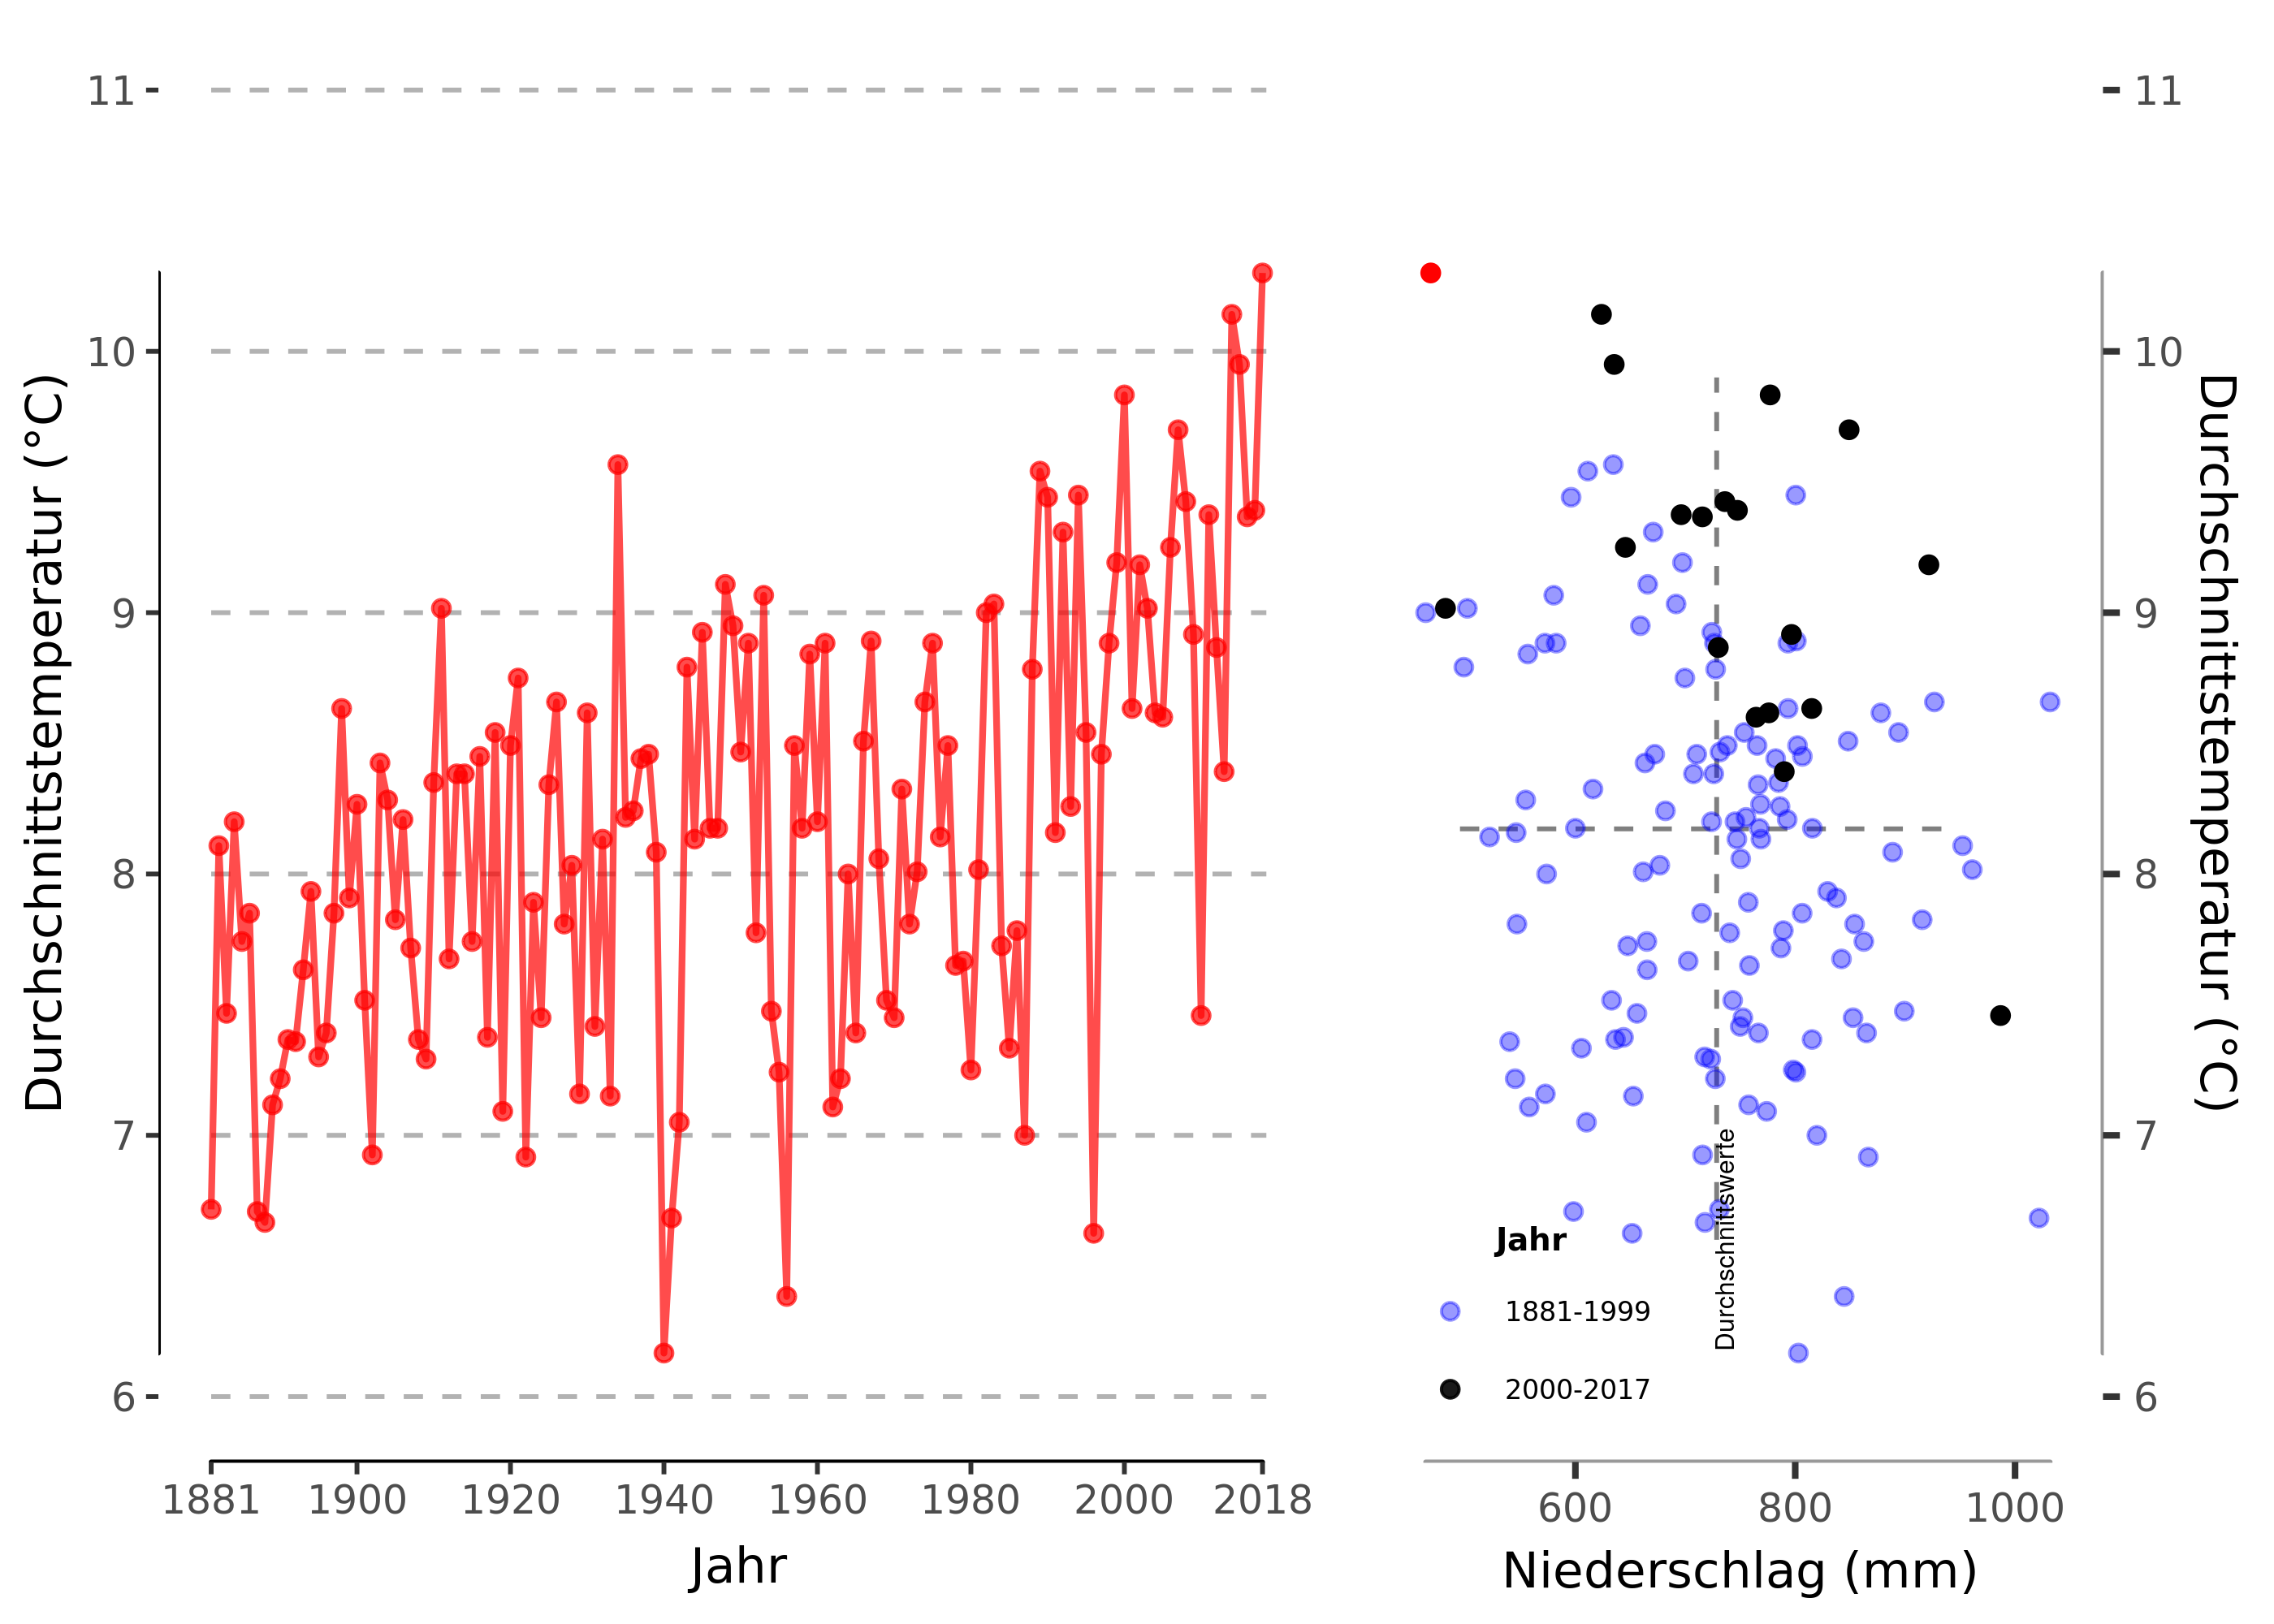 Durchschnittstemperatur (°C)
11
10
9
8
7
6
1881 1900 1920 1940 1960 1980 2000 2018
Jahr
Durchschnittswerte
Jahr
1881-1999
2000-2017
600 800 1000
Niederschlag (mm)
11
10
9
8
7
6
Durchschnittstemperatur (°C)